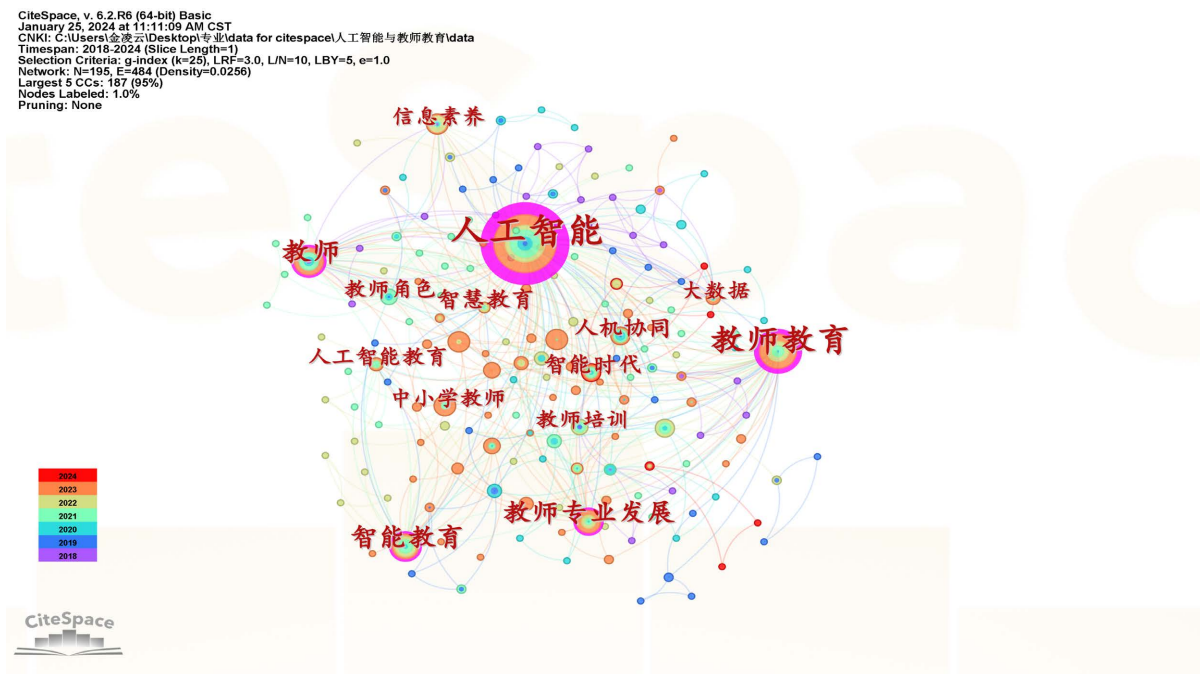 CiteSpace, v. 6.2.R6 (64-bit) Basic
January 25, 2024 at 11:11:09 AM CST
CNKI: C:\Users\金凌云\Desktop\专业\data for citespace\人工智能与教师教育\data
Timespan: 2018-2024 (Slice Length=1)
Selection Criteria: g-index (k=25), LRF=3.0, L/N=10, LBY=5, e=1.0
Network: N=195, E=484 (Density=0.0256)
Largest 5 CCs: 187 (95%)
Nodes Labeled: 1.0%
Pruning: None
信息素养
人工智能
教师
教师角色
智慧教育
大数据
人机协同
教师教育
人工智能教育
智能时代
中小学教师
教师培训
教师专业发展
智能教育
2024
2023
2022
2021
2020
2019
2018
CiteSpace